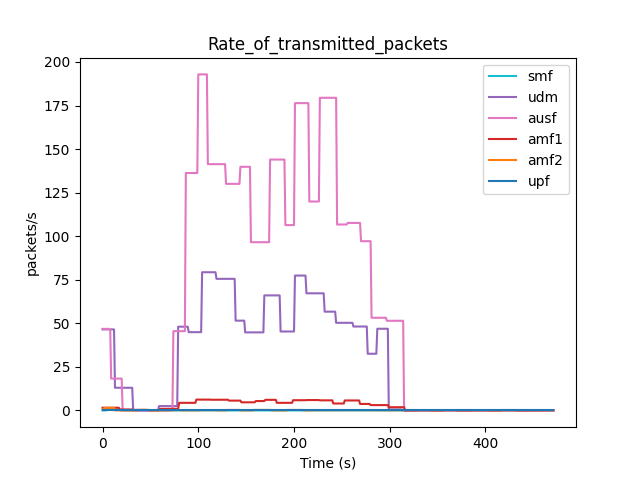 Rate_of_transmitted_packets
packets/s
200
175
150
125
100
75
50
25
0
smf
udm
ausf
amf1
amf2
upf
0 100 200 300 400
Time (s)